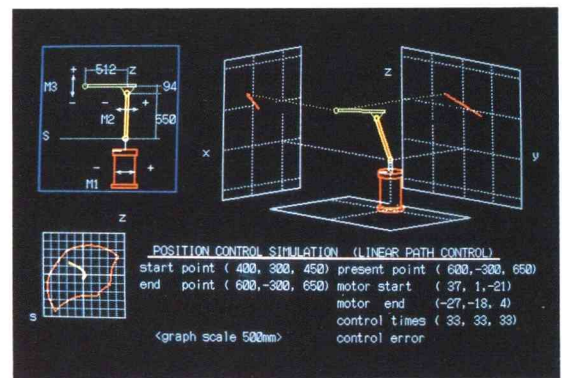 + 512 z
M3
94
- - +
M2
550
S
- +
M1
z
x
y
z
s
POSITION CONTROL SIMULATION (LINEAR PATH CONTROL)
start point ( 400, 300, 450) present point ( 600,-300, 650)
end point ( 600,-300, 650) motor start ( 37, 1,-21)
motor end (-27,-18, 4)
control times ( 33, 33, 33)
<graph scale 500mm> control error